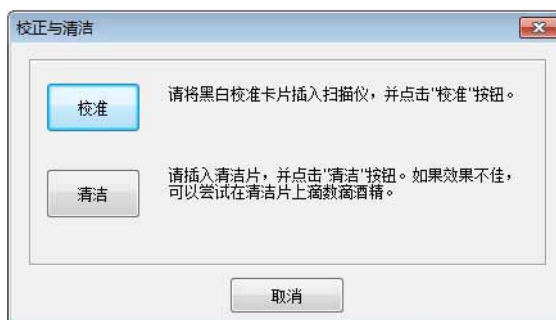 校正与清洁
校准
请将黑白校准卡片插入扫描仪，并点击"校准"按钮。
清洁
请插入清洁片，并点击"清洁"按钮。如果效果不佳，
可以尝试在清洁片上滴数滴酒精。
取消